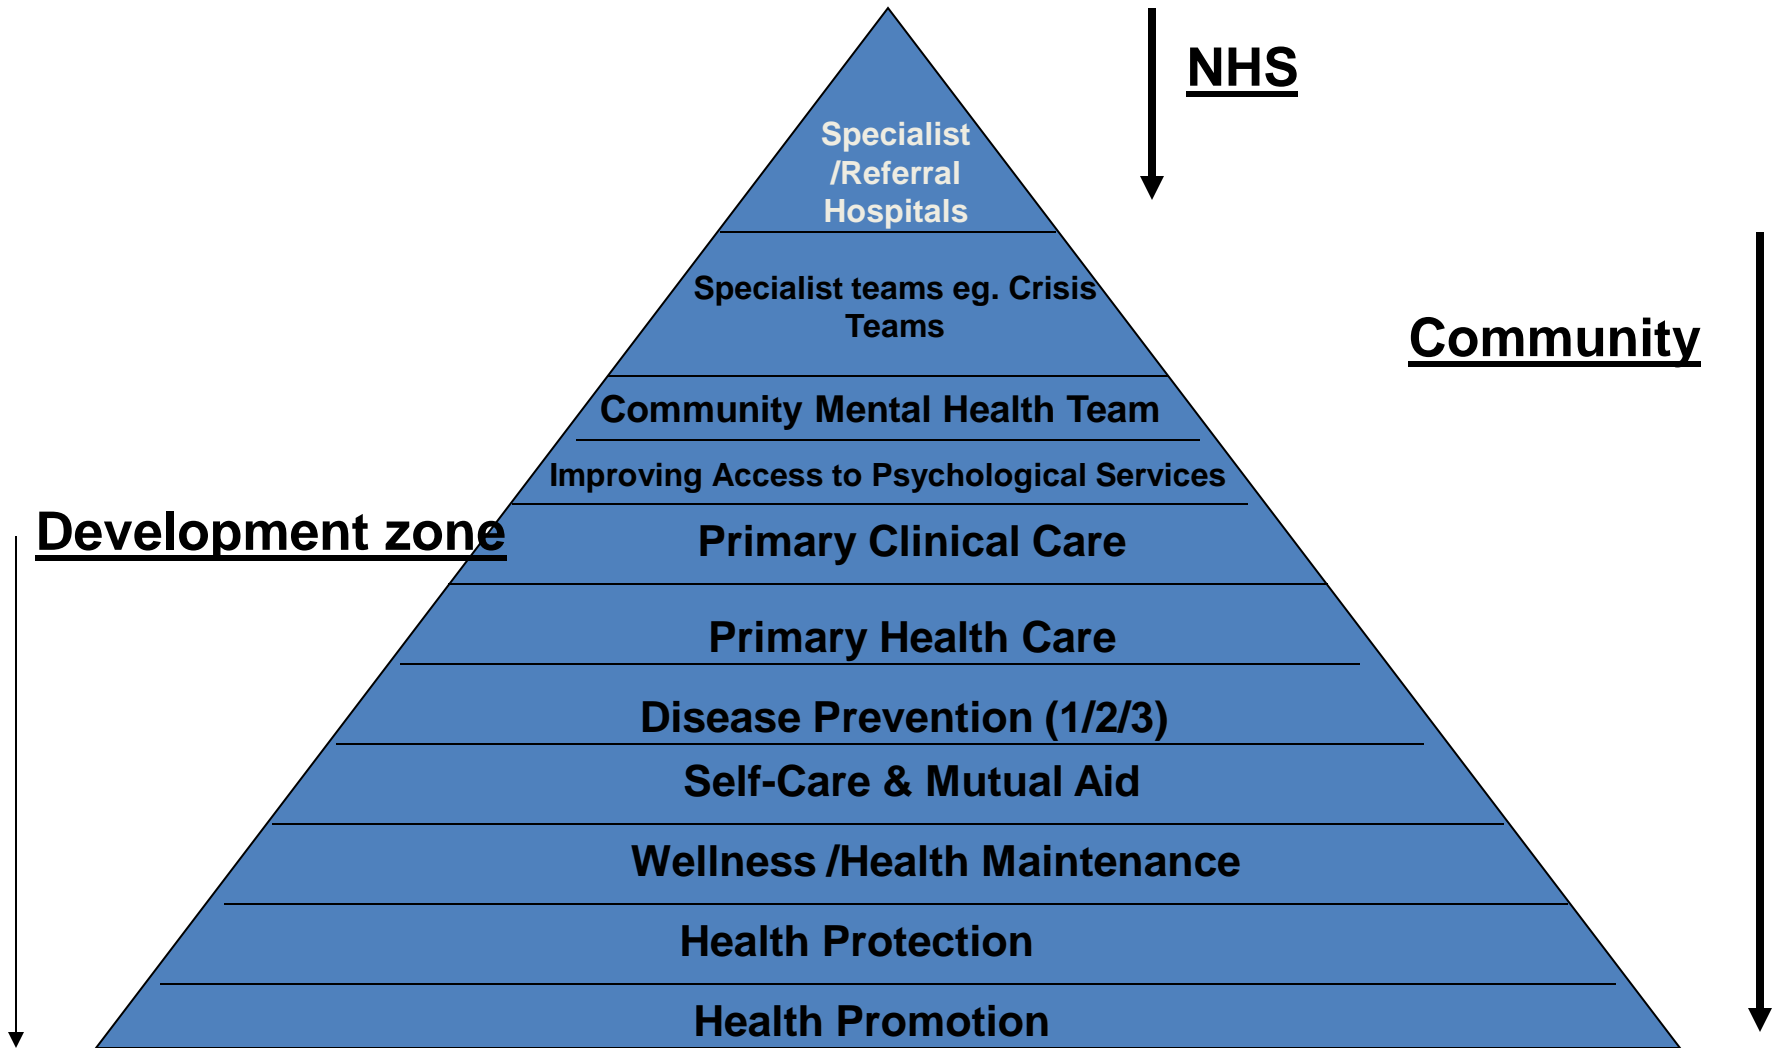 NHS
Specialist
/Referral
Hospitals
Specialist teams eg. Crisis
Teams
Community
Community Mental Health Team
Improving Access to Psychological Services
Development zone
Primary Clinical Care
Primary Health Care
Disease Prevention (1/2/3)
Self-Care & Mutual Aid
Wellness /Health Maintenance
Health Protection
Health Promotion